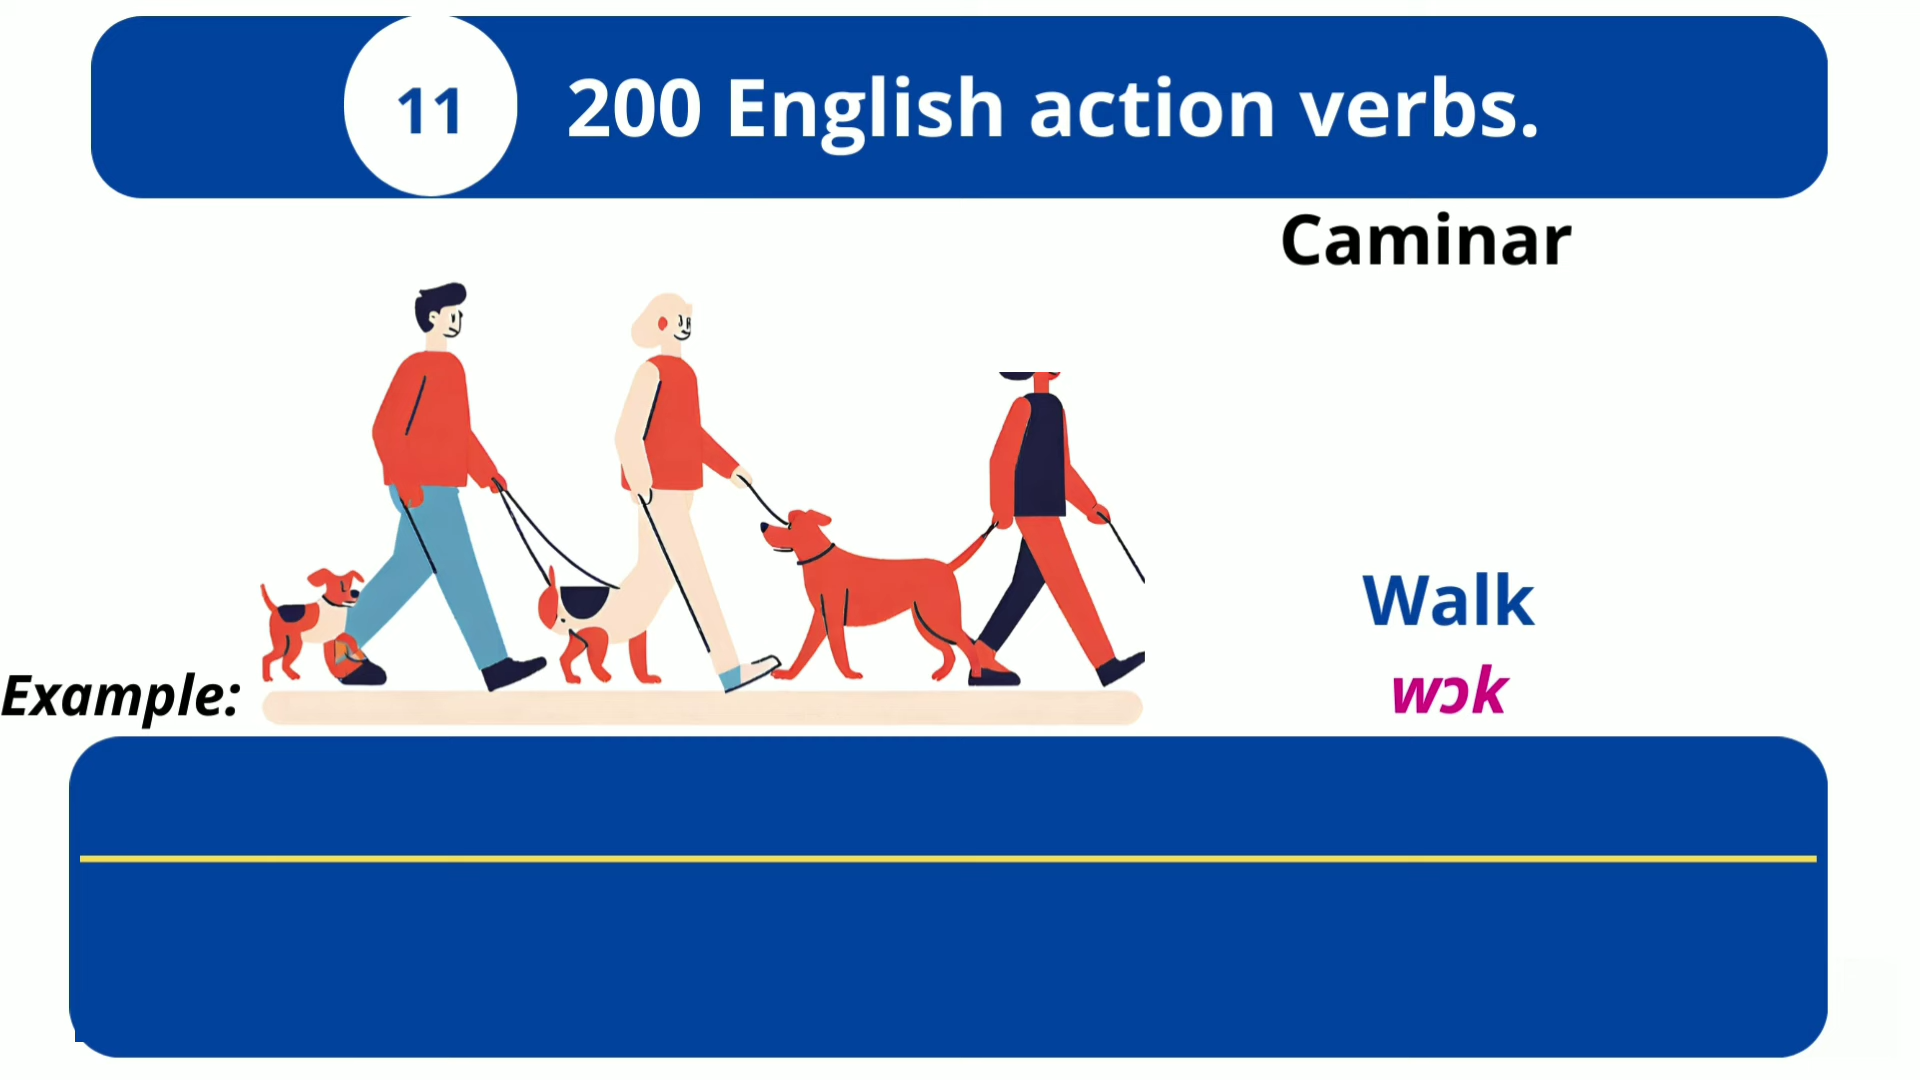 11 200 English action verbs.
Caminar
Walk
wɔk
Example: